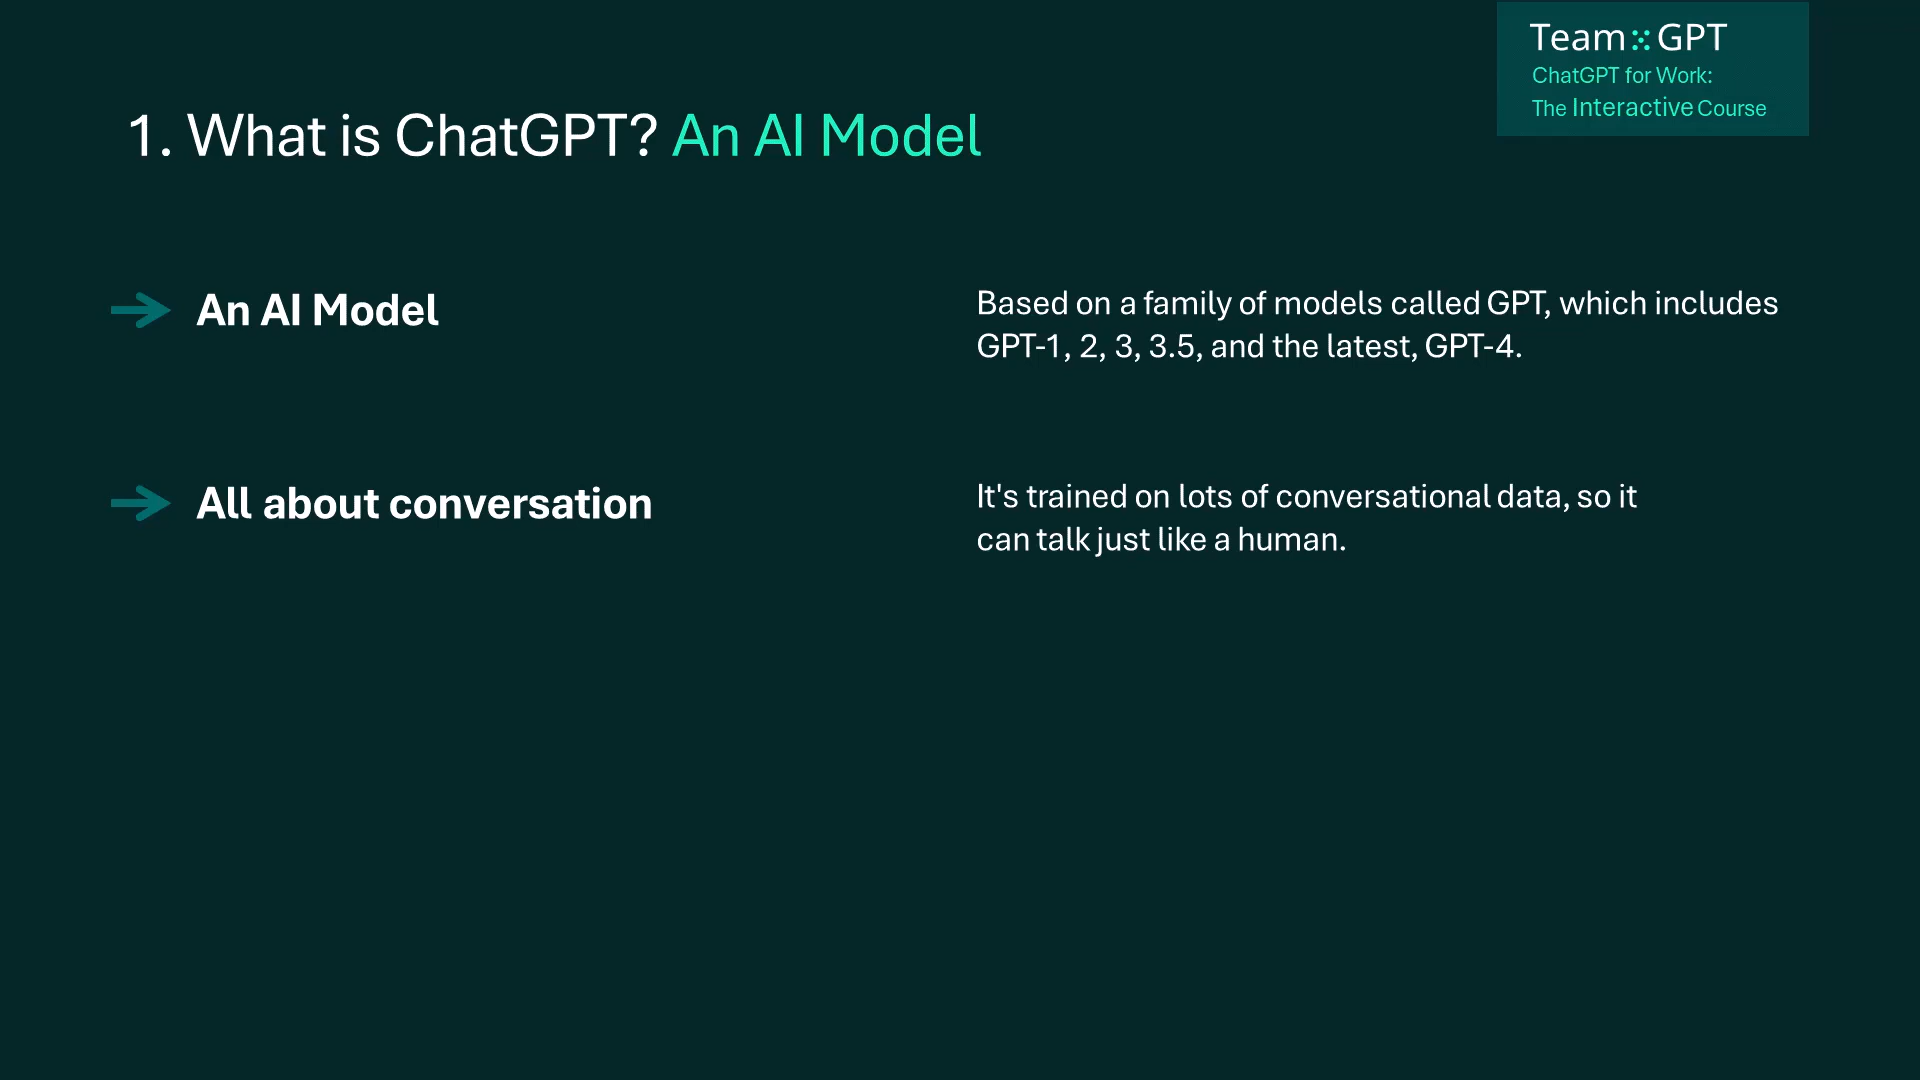 Team GPT
ChatGPT for Work:
The Interactive Course
1. What is ChatGPT? An AI Model
An AI Model
Based on a family of models called GPT, which includes
GPT-1, 2, 3, 3.5, and the latest, GPT-4.
All about conversation
It's trained on lots of conversational data, so it
can talk just like a human.